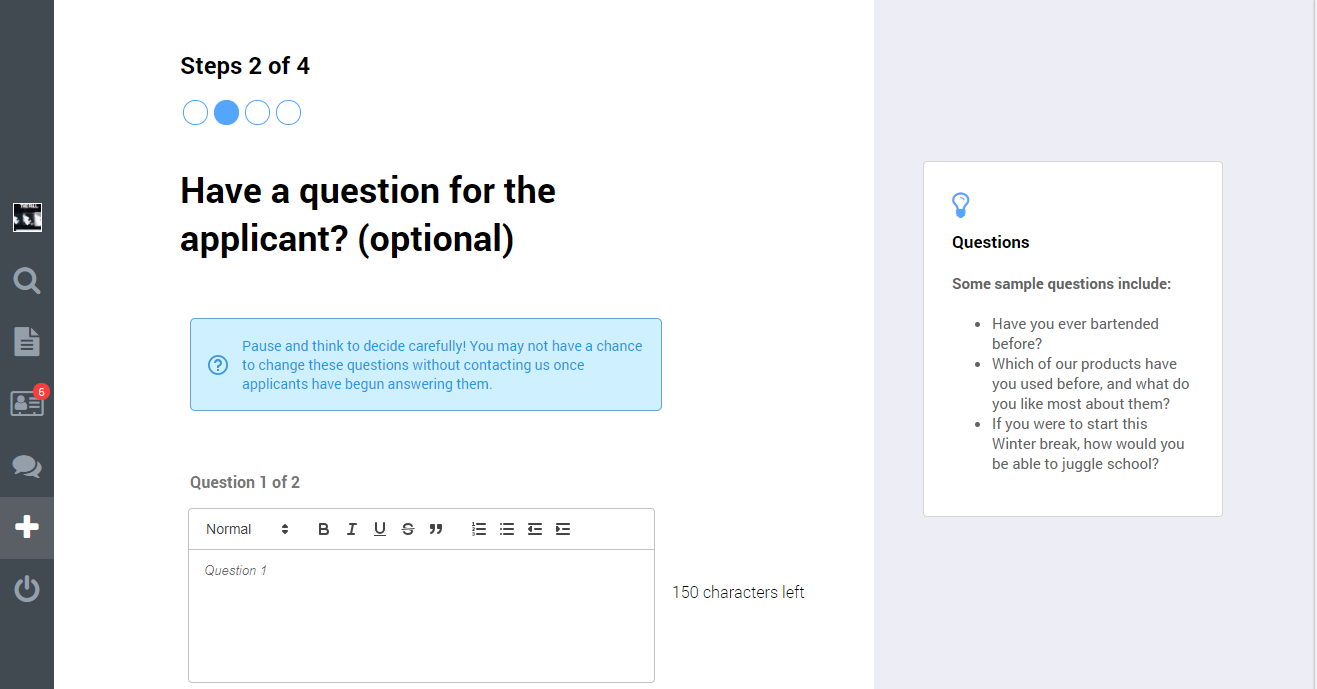 Steps 2 of 4
Have a question for the
applicant? (optional)
Pause and think to decide carefully! You may not have a chance
to change these questions without contacting us once
applicants have begun answering them.
Question 1 of 2
Normal
Question 1
150 characters left
6
Questions
Some sample questions include:
Have you ever bartended
before?
Which of our products have
you used before, and what do
you like most about them?
If you were to start this
Winter break, how would you
be able to juggle school?